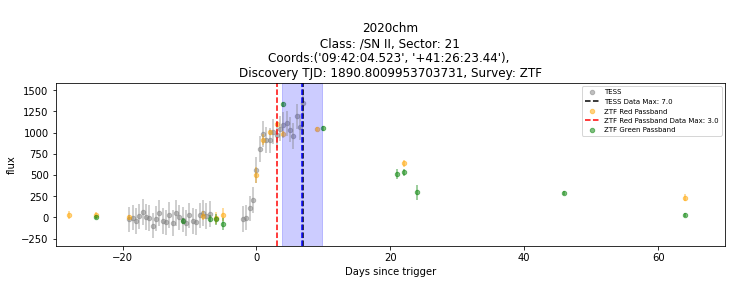 2020chm
Class: /SN II, Sector: 21
Coords:('09:42:04.523', '+41:26:23.44'),
Discovery TJD: 1890.8009953703731, Survey: ZTF
1500
1250
1000
750
500
250
0
−250
flux
TESS
TESS Data Max: 7.0
ZTF Red Passband
ZTF Red Passband Data Max: 3.0
ZTF Green Passband
−20
0
20
40
60
Days since trigger